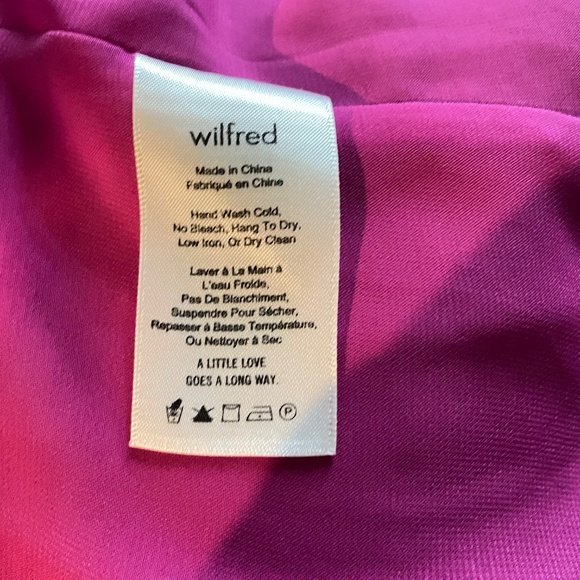 wilfred
Made in China
Fabriqué en Chine
Hand Wash Cold,
No Bleach, Hang To Dry,
Low Iron, Or Dry Clean
Laver à La Main à
L'eau Froide,
Pas De Blanchiment,
Suspendre Pour Sécher,
Repasser à Basse Température,
Ou Nettoyer à Sec
A LITTLE LOVE
GOES A LONG WAY.
P